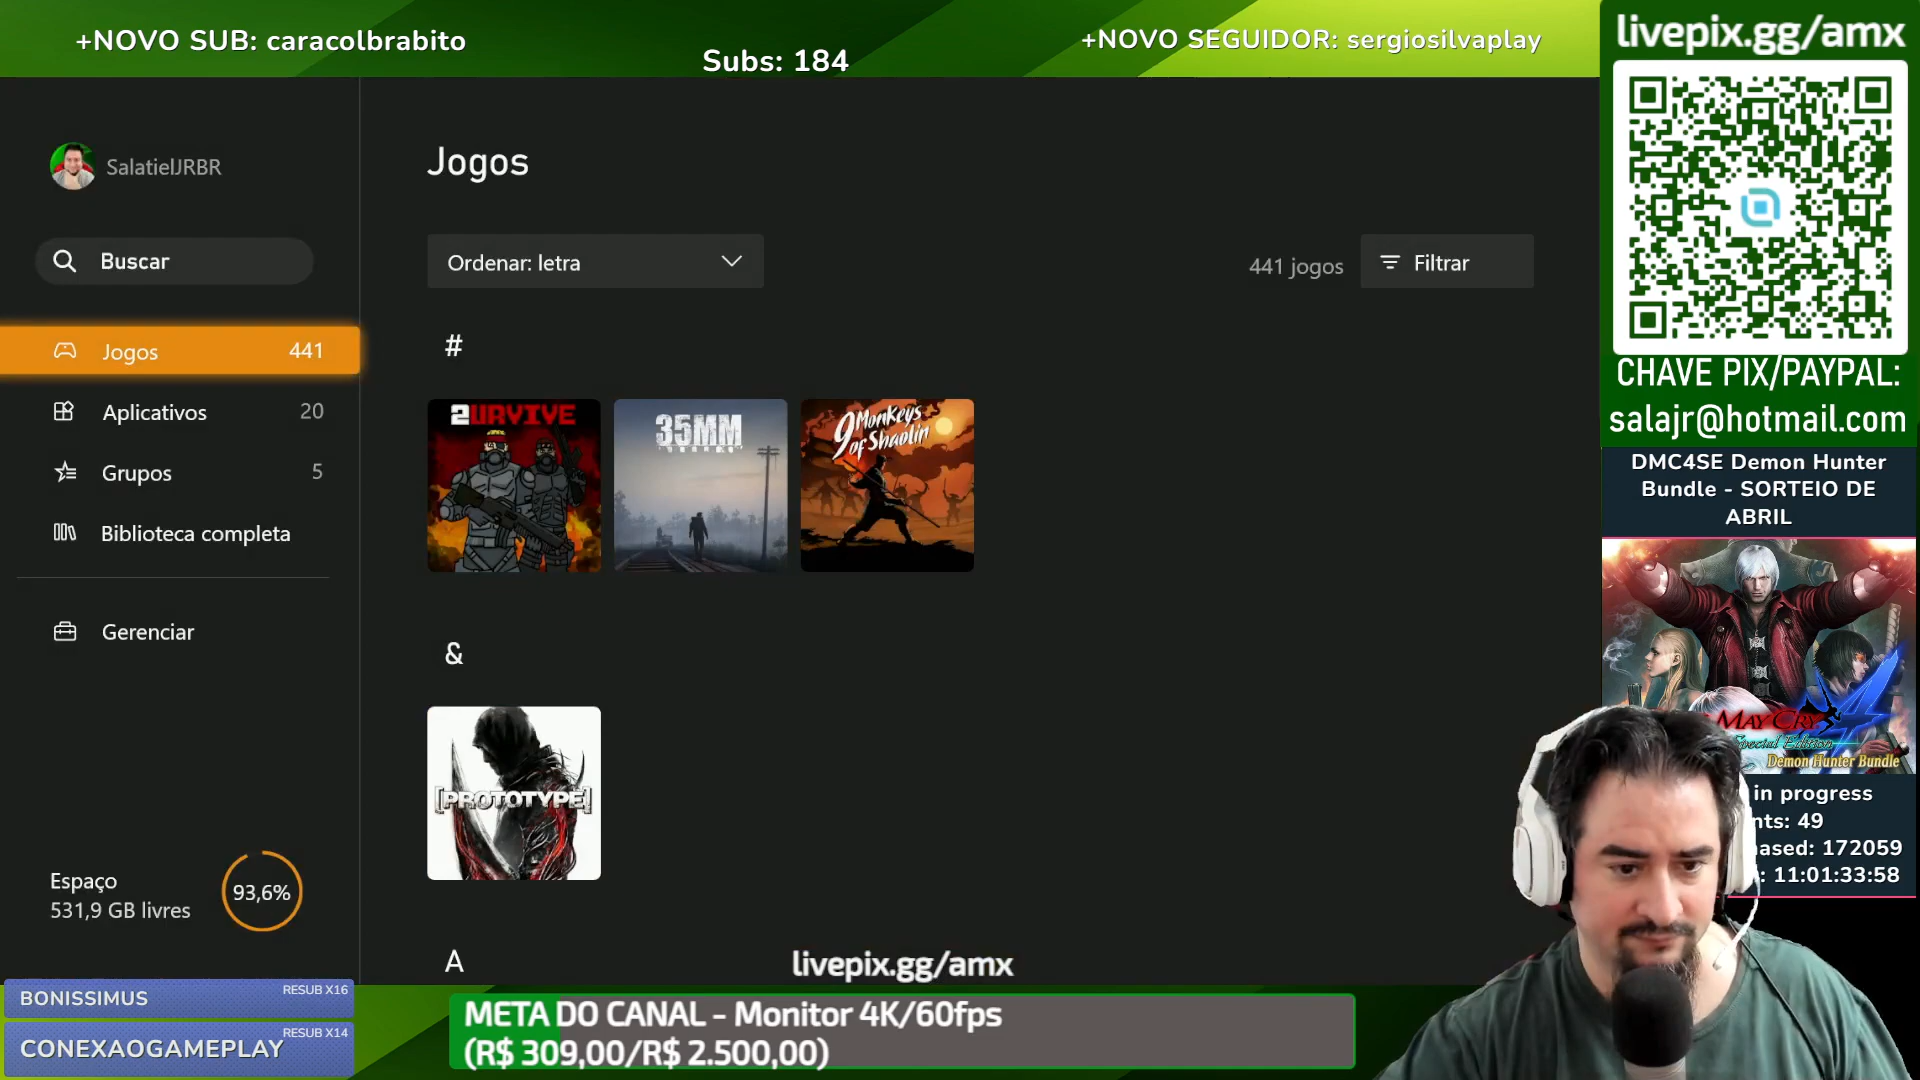 +NOVO SUB: caracolbrabito
Subs: 184
+NOVO SEGUIDOR: sergiosilvaplay
livepix.gg/amx
SalatielJRBR
Buscar
Jogos 441
Aplicativos 20
Grupos 5
Biblioteca completa
Gerenciar
Espaço
531,9 GB livres
93,6%
Jogos
Ordenar: letra
441 jogos
Filtrar
#
2URVIVE
35MM
9 Monkeys
of Shaolin
&
[PROTOTYPE]
A
CHAVE PIX/PAYPAL:
salajr@hotmail.com
DMC4SE Demon Hunter
Bundle - SORTEIO DE
ABRIL
MAY CRY 4
Special Edition
Demon Hunter Bundle
in progress
nts: 49
ased: 172059
: 11:01:33:58
livepix.gg/amx
BONISSIMUS
RESUB X16
CONEXAOGAMEPLAY
RESUB X14
META DO CANAL - Monitor 4K/60fps
(R$ 309,00/R$ 2.500,00)